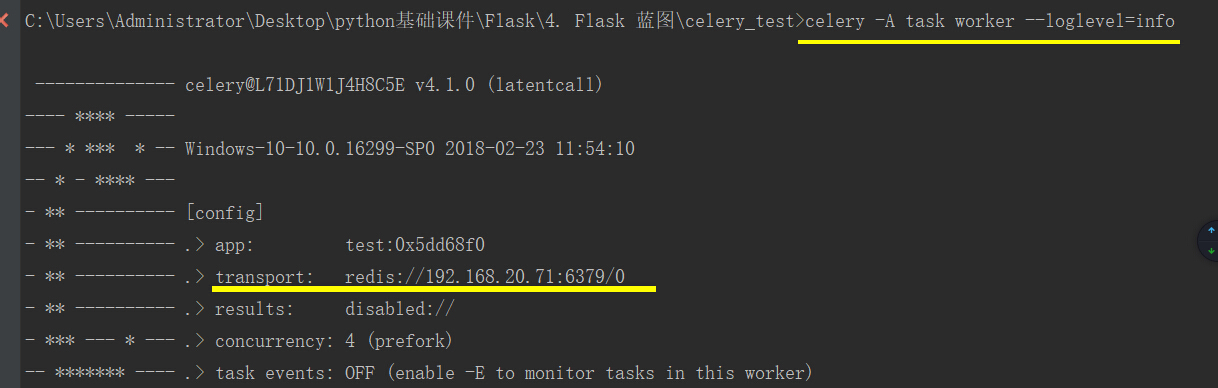 C:\Users\Administrator\Desktop\python基础课件\Flask\4. Flask 蓝图\celery_test>celery -A task worker --loglevel=info
-------------- celery@L71DJ1W1J4H8C5E v4.1.0 (latentcall)
---- **** -----
--- * ***  * -- Windows-10-10.0.16299-SP0 2018-02-23 11:54:10
-- * - **** ---
- ** ---------- [config]
- ** ---------- .> app:         test:0x5dd68f0
- ** ---------- .> transport:   redis://192.168.20.71:6379/0
- ** ---------- .> results:     disabled://
- *** --- * --- .> concurrency: 4 (prefork)
-- ******* ---- .> task events: OFF (enable -E to monitor tasks in this worker)